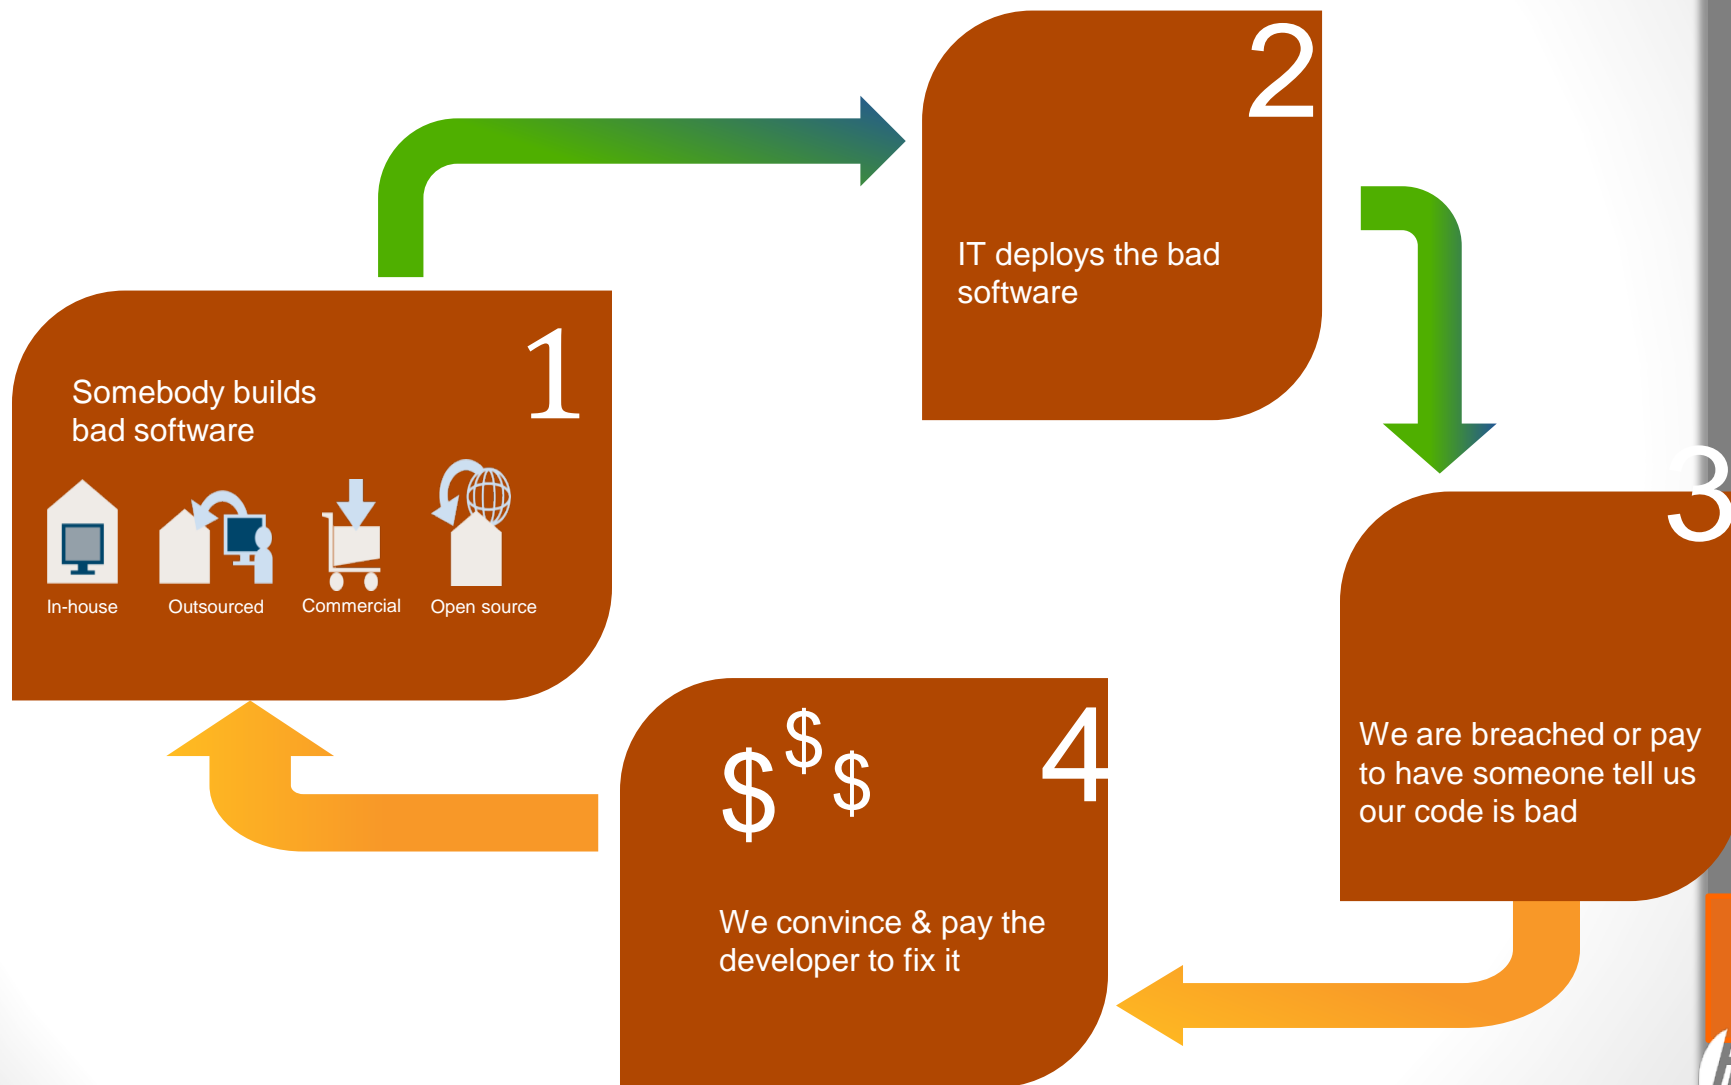 1
Somebody builds
bad software
In-house
Outsourced
Commercial
Open source
2
IT deploys the bad
software
3
We are breached or pay
to have someone tell us
our code is bad
4
$ $ $
We convince & pay the
developer to fix it